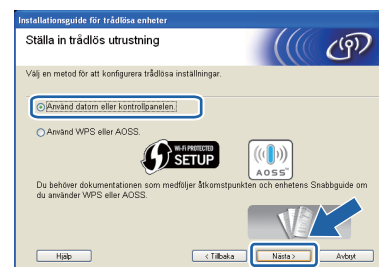 Installationsguide för trådlösa enheter
Ställa in trådlös utrustning
Välj en metod för att konfigurera trådlösa inställningar.
Använd datorn eller kontrollpanelen.
Använd WPS eller AOSS.
WI-FI PROTECTED
SETUP
AOSS™
Du behöver dokumentationen som medföljer åtkomstpunkten och enhetens Snabbguide om
du använder WPS eller AOSS.
Hjälp
< Tillbaka
Nästa >
Avbryt